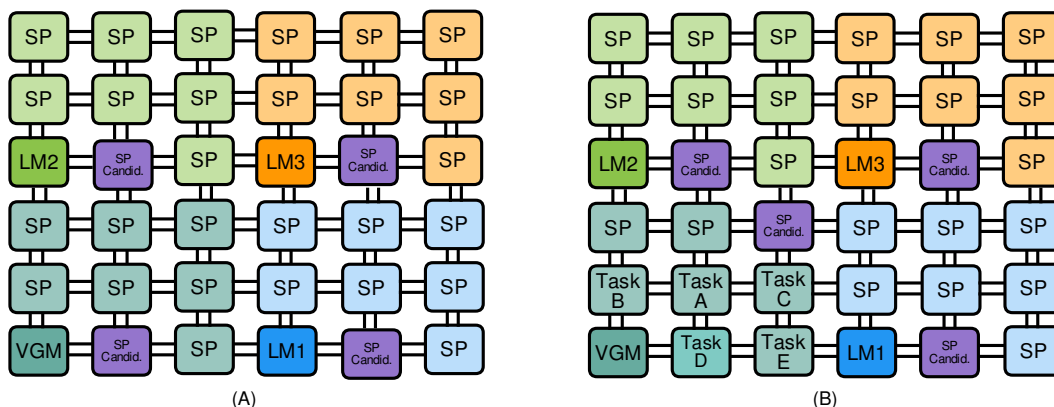 SP SP SP SP SP SP
SP SP SP SP SP SP
LM2 SP Candid. SP LM3 SP Candid. SP
SP SP SP SP SP SP
SP SP SP SP SP SP
VGM SP Candid. SP LM1 SP Candid. SP
(A)
SP SP SP SP SP SP
SP SP SP SP SP SP
LM2 SP Candid. SP LM3 SP Candid. SP
SP SP SP Candid. SP SP SP
Task B Task A Task C SP SP SP
VGM Task D Task E LM1 SP Candid. SP
(B)